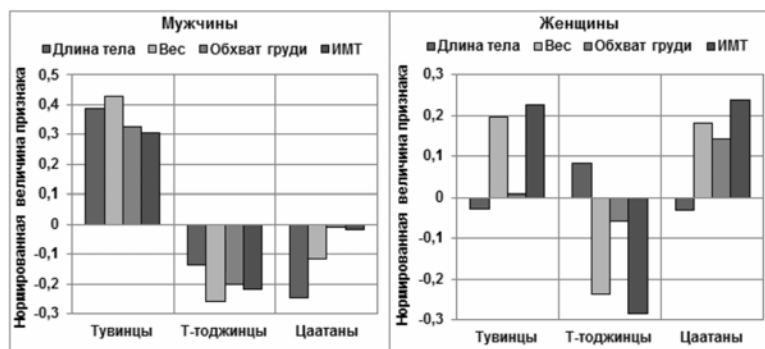 Мужчины
Длина тела Вес Обхват груди ИМТ
Нормированная величина признака
0,5
0,4
0,3
0,2
0,1
0
-0,1
-0,2
-0,3
Тувинцы Т-тоджинцы Цаатаны
Женщины
Длина тела Вес Обхват груди ИМТ
Нормированная величина признака
0,3
0,2
0,1
0
-0,1
-0,2
-0,3
Тувинцы Т-тоджинцы Цаатаны